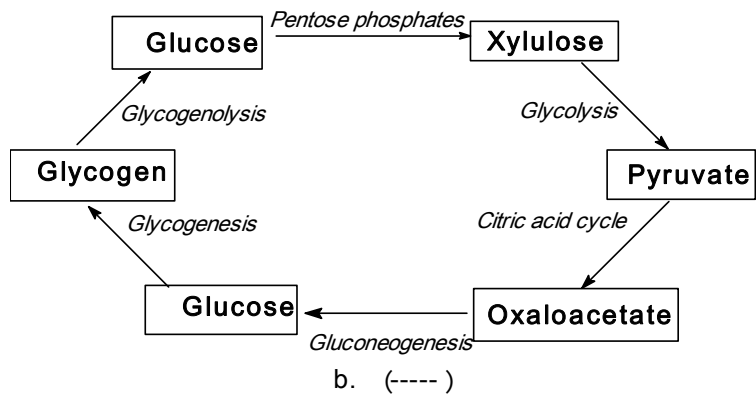 Pentose phosphates
Glucose
Xylulose
Glycogenolysis
Glycolysis
Glycogen
Pyruvate
Glycogenesis
Citric acid cycle
Glucose
Oxaloacetate
Gluconeogenesis
b. (----- )